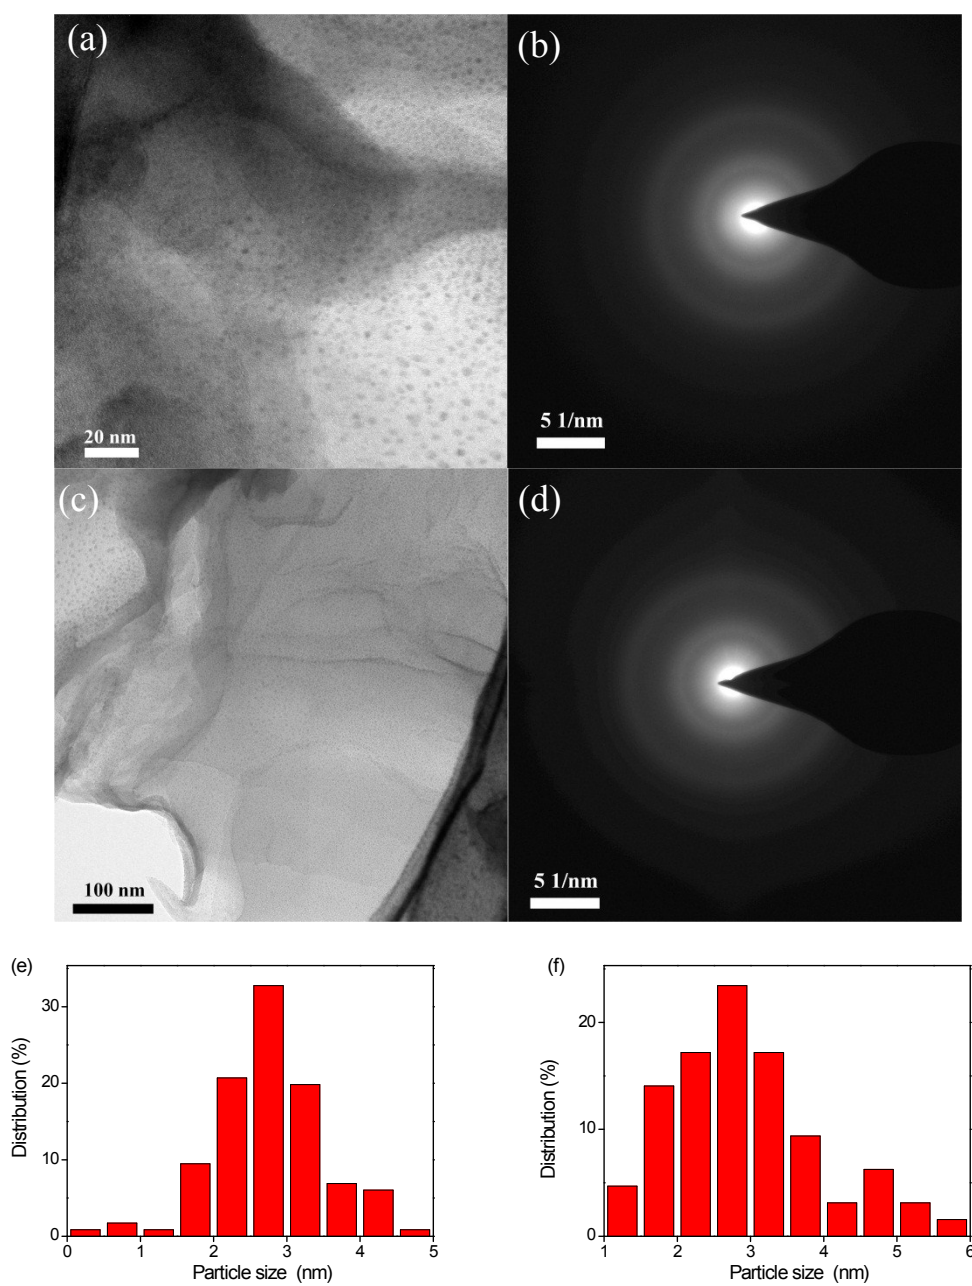 (a)
(b)
20 nm
5 1/nm
(c)
(d)
100 nm
5 1/nm
(e)
(f)
Distribution (%)
30
20
10
0
0 1 2 3 4 5
Particle size (nm)
Distribution (%)
20
10
0
1 2 3 4 5 6
Particle size (nm)